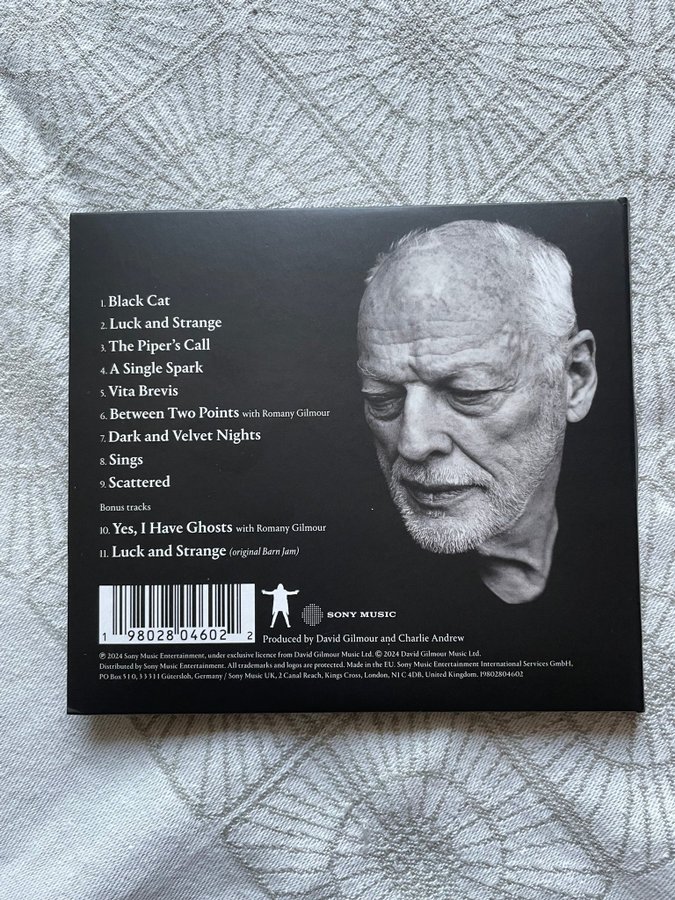 1. Black Cat
2. Luck and Strange
3. The Piper's Call
4. A Single Spark
5. Vita Brevis
6. Between Two Points with Romany Gilmour
7. Dark and Velvet Nights
8. Sings
9. Scattered
Bonus tracks
10. Yes, I Have Ghosts with Romany Gilmour
11. Luck and Strange (original Barn Jam)
1 98028 04602 2
SONY MUSIC
Produced by David Gilmour and Charlie Andrew
℗ 2024 Sony Music Entertainment, under exclusive licence from David Gilmour Music Ltd. © 2024 David Gilmour Music Ltd.
Distributed by Sony Music Entertainment. All trademarks and logos are protected. Made in the EU. Sony Music Entertainment International Services GmbH,
PO Box 510, 33311 Gütersloh, Germany / Sony Music UK, 2 Canal Reach, Kings Cross, London, N1C 4DB, United Kingdom. 19802804602